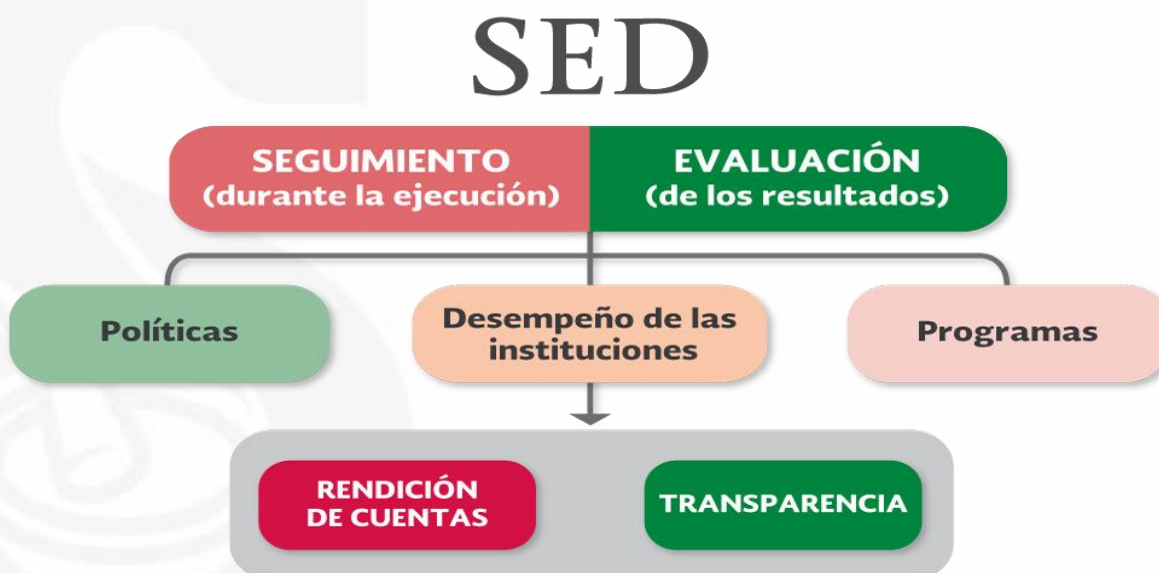 SED
SEGUIMIENTO
(durante la ejecución)
EVALUACIÓN
(de los resultados)
Políticas
Desempeño de las
instituciones
Programas
RENDICIÓN
DE CUENTAS
TRANSPARENCIA